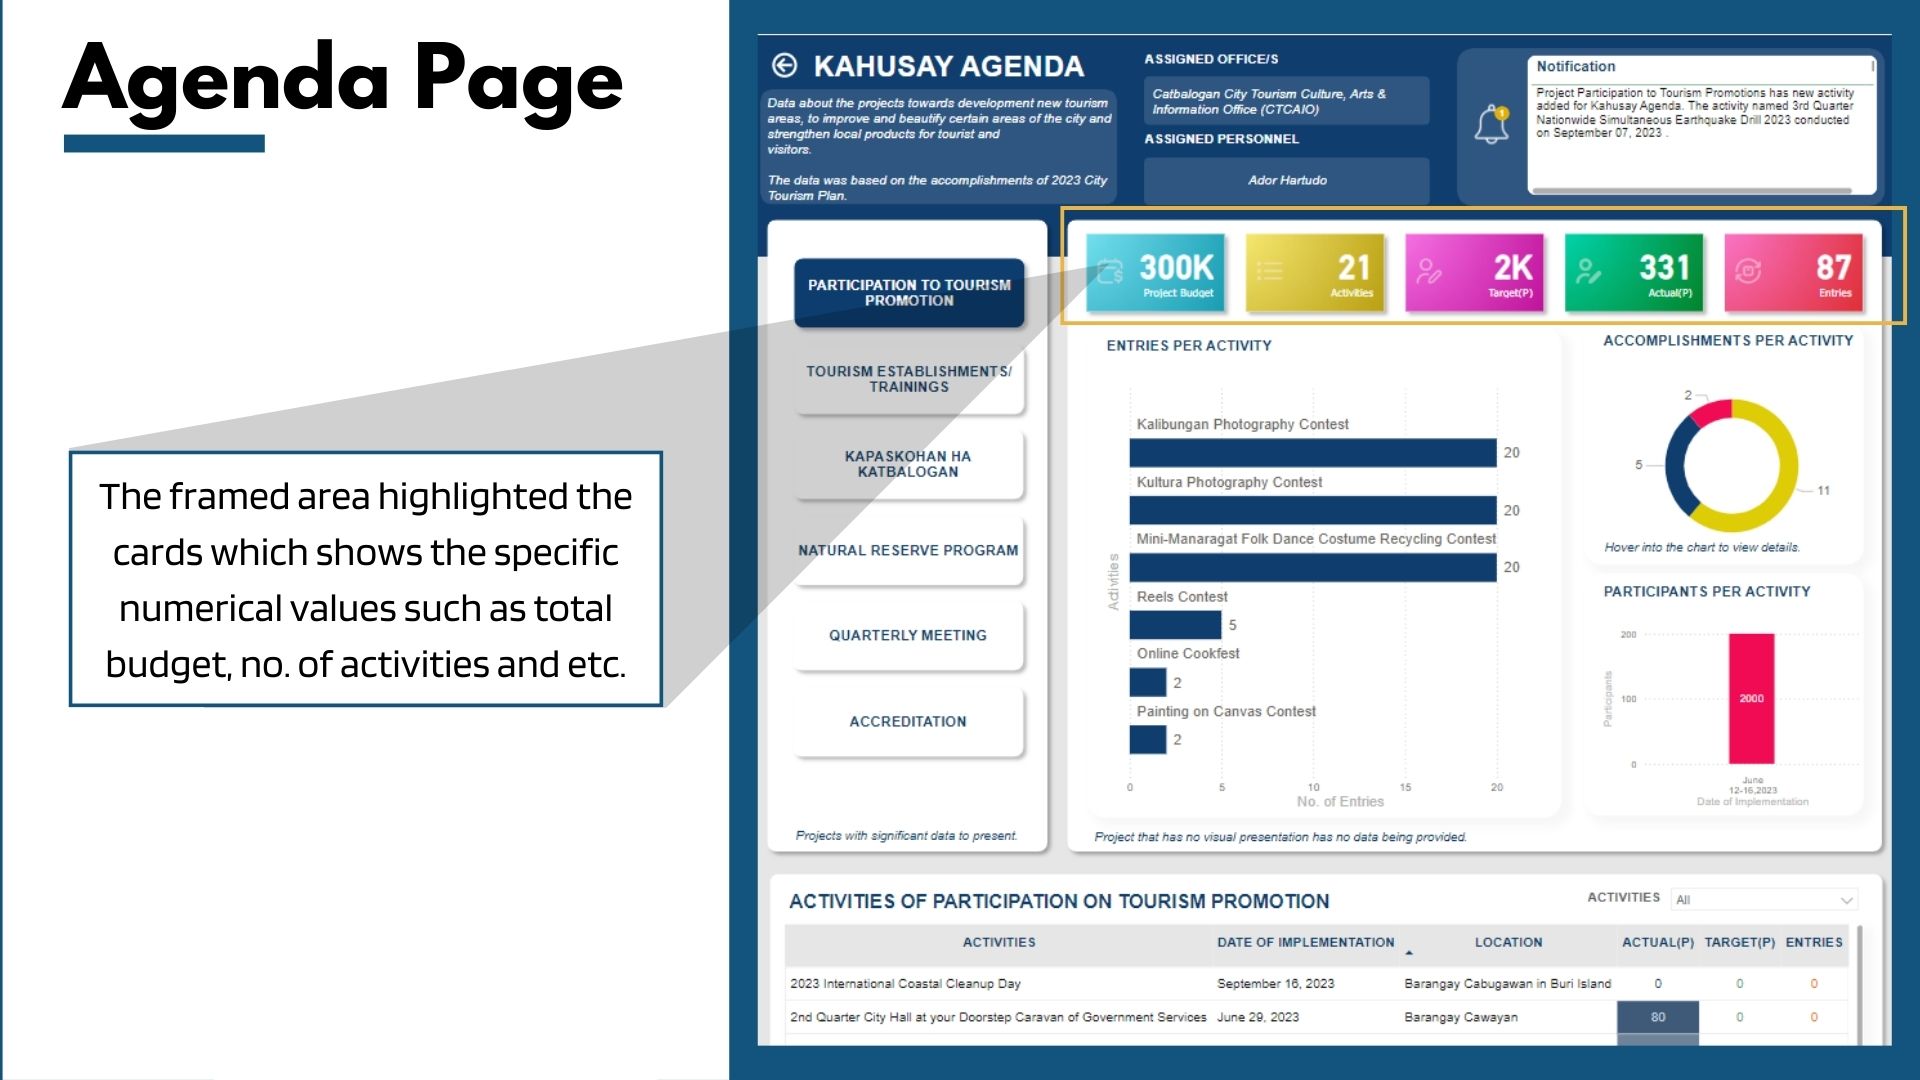 Agenda Page
The framed area highlighted the
cards which shows the specific
numerical values such as total
budget, no. of activities and etc.
KAHUSAY AGENDA
Data about the projects towards development new tourism
areas, to improve and beautify certain areas of the city and
strengthen local products for tourist and
visitors.
The data was based on the accomplishments of 2023 City
Tourism Plan.
ASSIGNED OFFICE/S
Catbalogan City Tourism Culture, Arts &
Information Office (CTCAIO)
ASSIGNED PERSONNEL
Ador Hartudo
1
Notification
Project Participation to Tourism Promotions has new activity
added for Kahusay Agenda. The activity named 3rd Quarter
Nationwide Simultaneous Earthquake Drill 2023 conducted
on September 07, 2023 .
PARTICIPATION TO TOURISM
PROMOTION
TOURISM ESTABLISHMENTS/
TRAININGS
KAPASKOHAN HA
KATBALOGAN
NATURAL RESERVE PROGRAM
QUARTERLY MEETING
ACCREDITATION
Projects with significant data to present.
300K
Project Budget
21
Activities
2K
Target(P)
331
Actual(P)
87
Entries
ENTRIES PER ACTIVITY
Activities
Kalibungan Photography Contest
20
Kultura Photography Contest
20
Mini-Manaragat Folk Dance Costume Recycling Contest
20
Reels Contest
5
Online Cookfest
2
Painting on Canvas Contest
2
0 5 10 15 20
No. of Entries
ACCOMPLISHMENTS PER ACTIVITY
2
5
11
Hover into the chart to view details.
PARTICIPANTS PER ACTIVITY
Participants
200
100
0
2000
June
12-16,2023
Date of Implementation
Project that has no visual presentation has no data being provided.
ACTIVITIES OF PARTICIPATION ON TOURISM PROMOTION
ACTIVITIES All
ACTIVITIES DATE OF IMPLEMENTATION LOCATION ACTUAL(P) TARGET(P) ENTRIES
2023 International Coastal Cleanup Day September 16, 2023 Barangay Cabugawan in Buri Island 0 0 0
2nd Quarter City Hall at your Doorstep Caravan of Government Services June 29, 2023 Barangay Cawayan 80 0 0